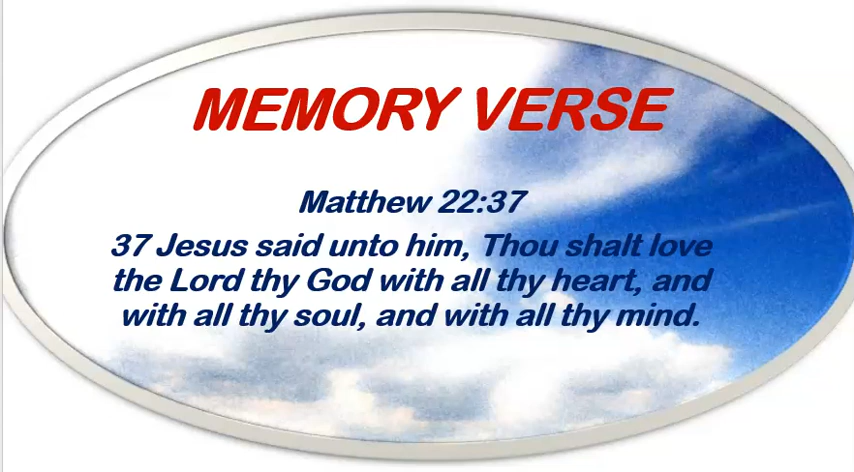 MEMORY VERSE
Matthew 22:37
37 Jesus said unto him, Thou shalt love
the Lord thy God with all thy heart, and
with all thy soul, and with all thy mind.